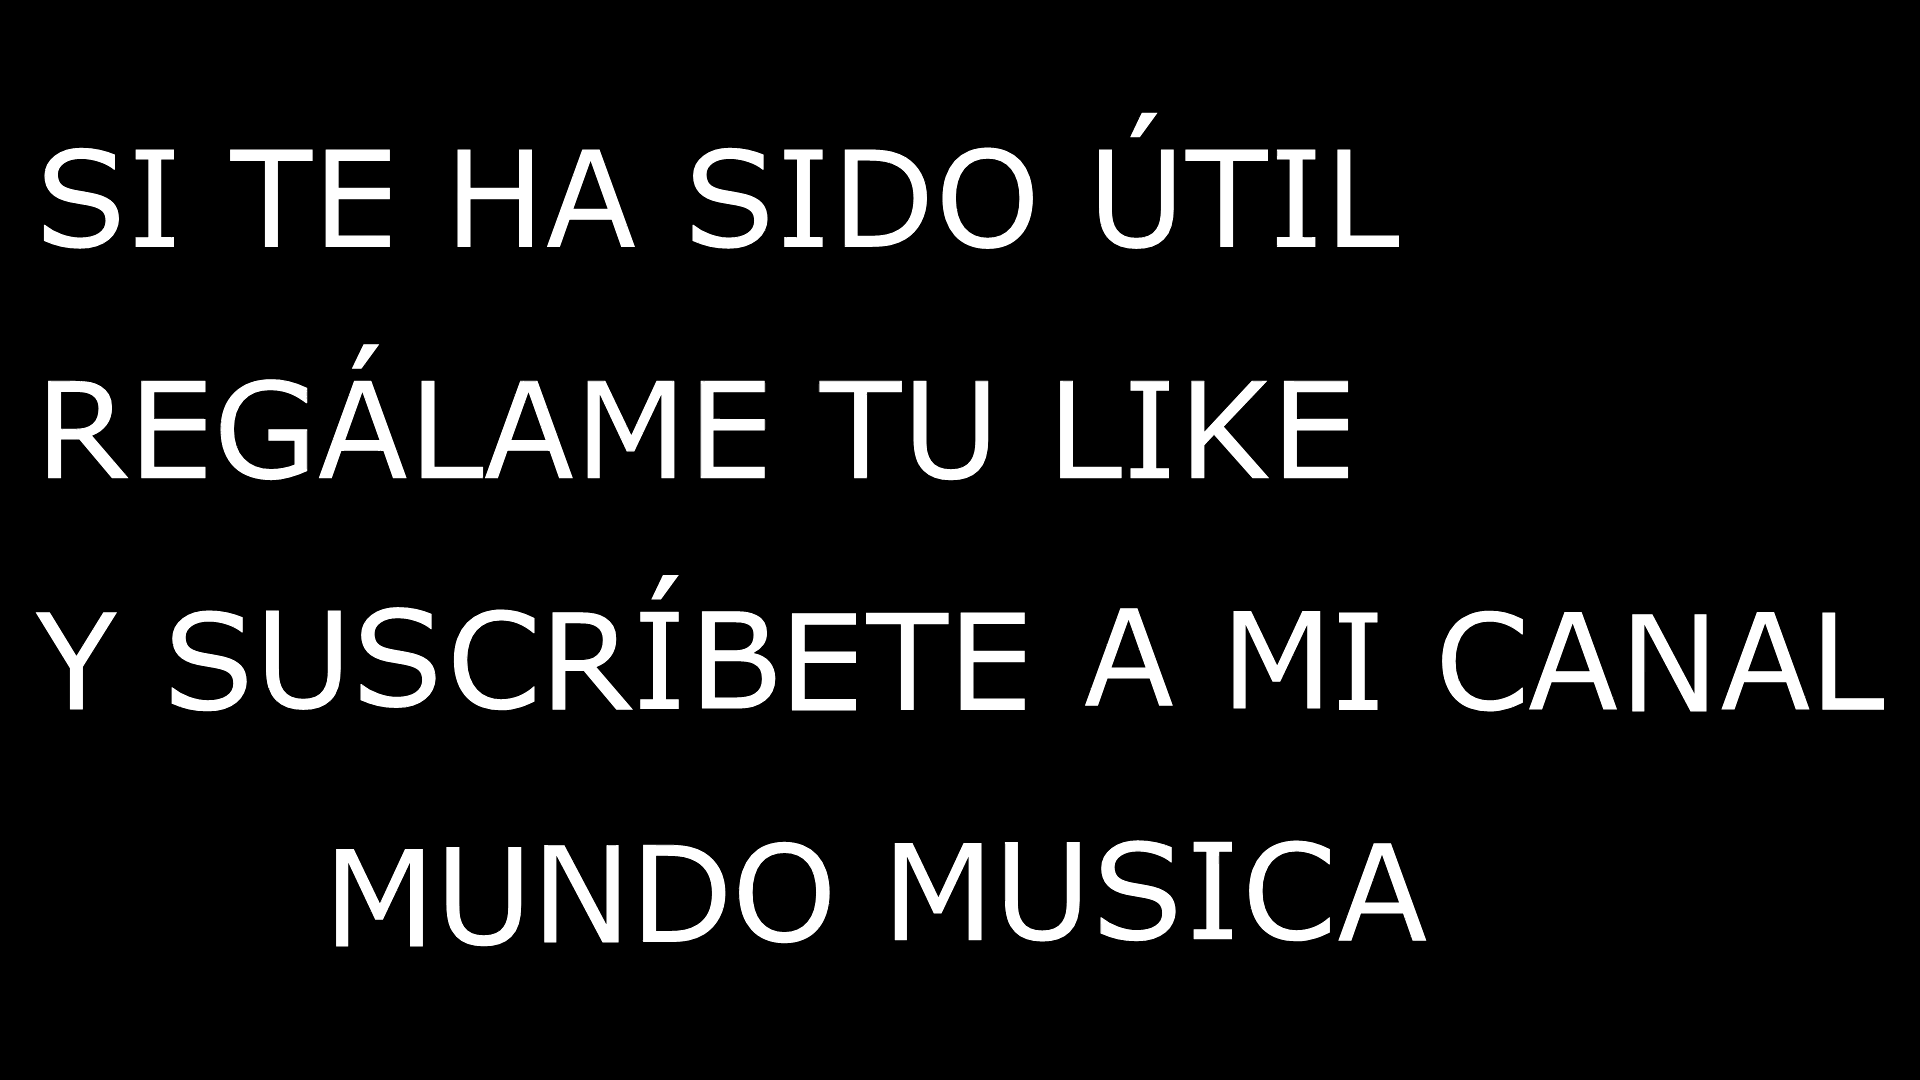 SI TE HA SIDO ÚTIL
REGÁLAME TU LIKE
Y SUSCRÍBETE A MI CANAL
MUNDO MUSICA